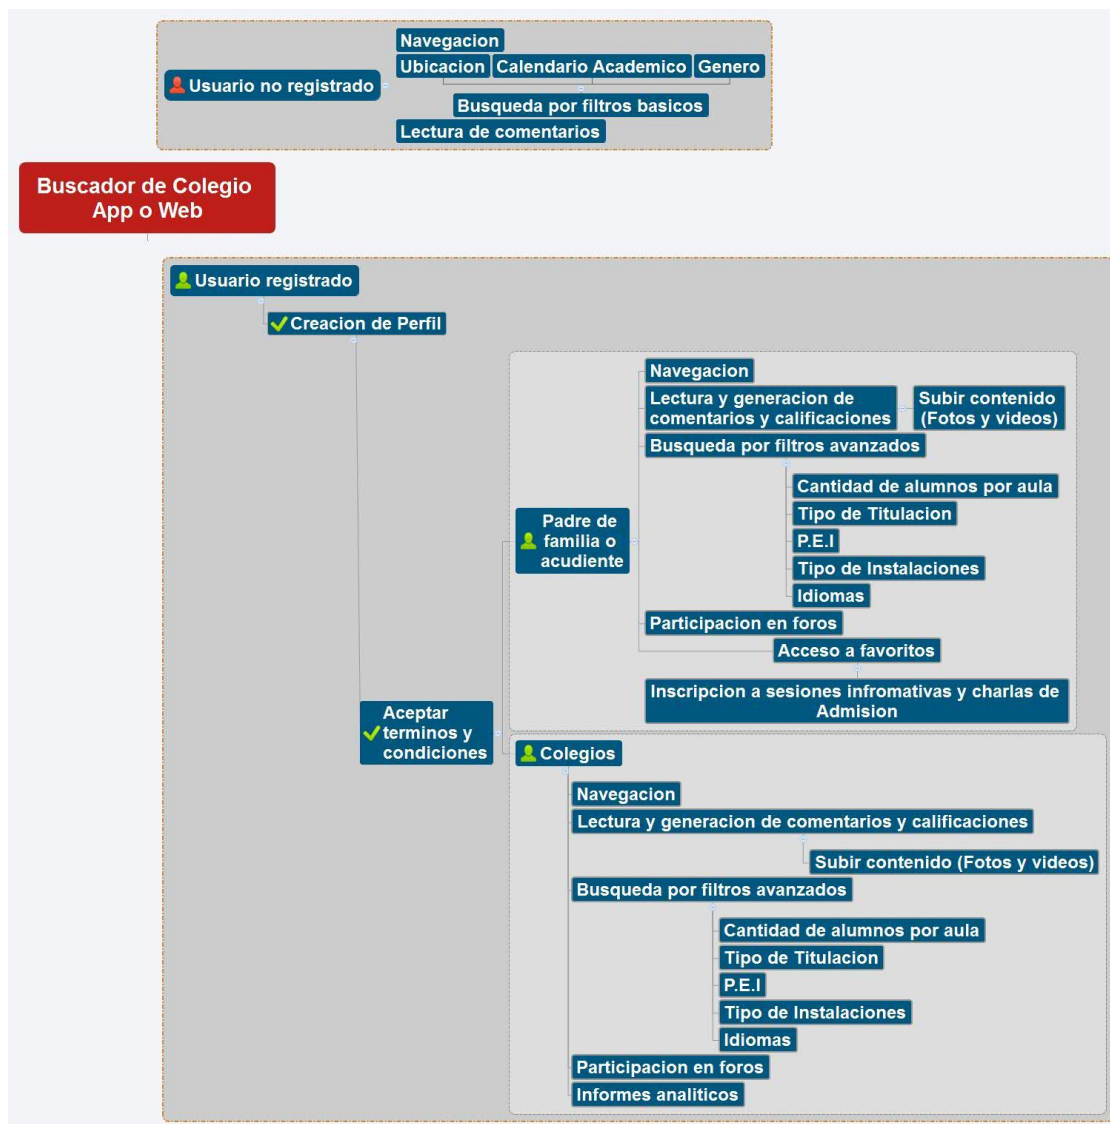 Navegacion
Ubicacion Calendario Academico Genero
Usuario no registrado
Busqueda por filtros basicos
Lectura de comentarios
Buscador de Colegio
App o Web
Usuario registrado
Creacion de Perfil
Navegacion
Lectura y generacion de
comentarios y calificaciones
Subir contenido
(Fotos y videos)
Busqueda por filtros avanzados
Cantidad de alumnos por aula
Tipo de Titulacion
P.E.I
Tipo de Instalaciones
Idiomas
Padre de
familia o
acudiente
Participacion en foros
Acceso a favoritos
Inscripcion a sesiones infromativas y charlas de
Admision
Aceptar
terminos y
condiciones
Colegios
Navegacion
Lectura y generacion de comentarios y calificaciones
Subir contenido (Fotos y videos)
Busqueda por filtros avanzados
Cantidad de alumnos por aula
Tipo de Titulacion
P.E.I
Tipo de Instalaciones
Idiomas
Participacion en foros
Informes analiticos